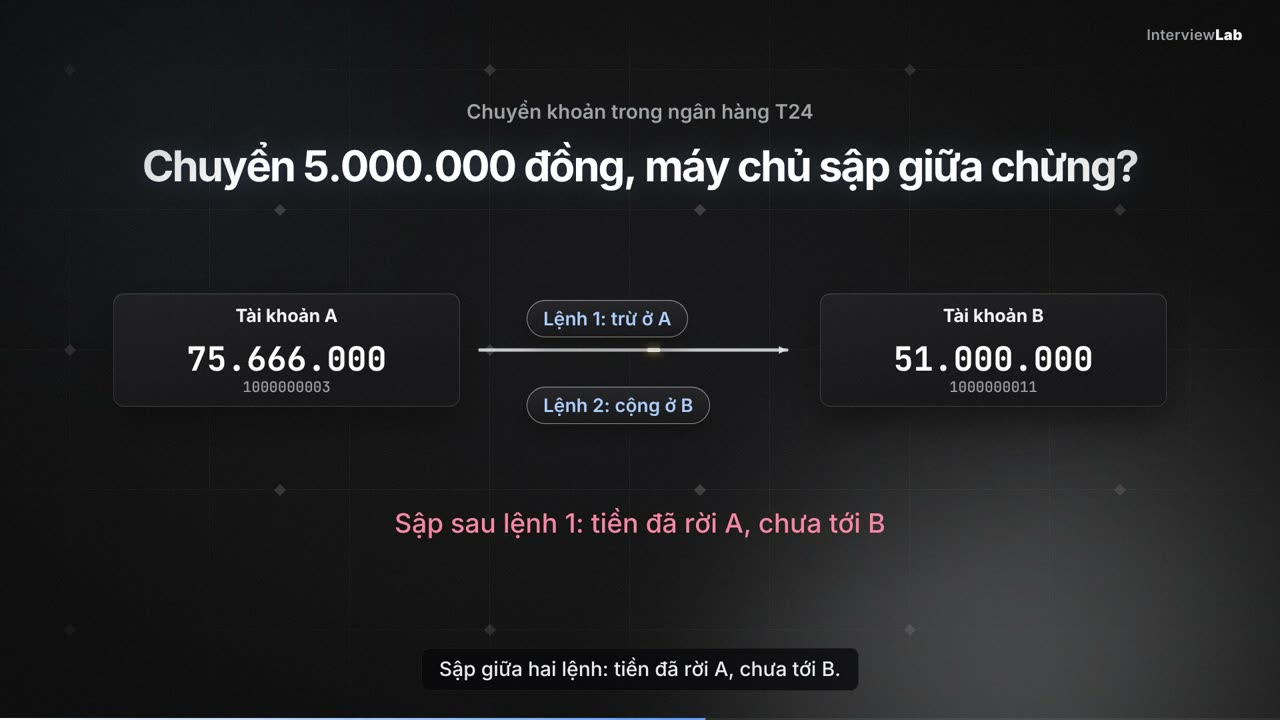 InterviewLab
Chuyển khoản trong ngân hàng T24
Chuyển 5.000.000 đồng, máy chủ sập giữa chừng?
Tài khoản A
75.666.000
1000000003
Lệnh 1: trừ ở A
Lệnh 2: cộng ở B
Tài khoản B
51.000.000
1000000011
Sập sau lệnh 1: tiền đã rời A, chưa tới B
Sập giữa hai lệnh: tiền đã rời A, chưa tới B.